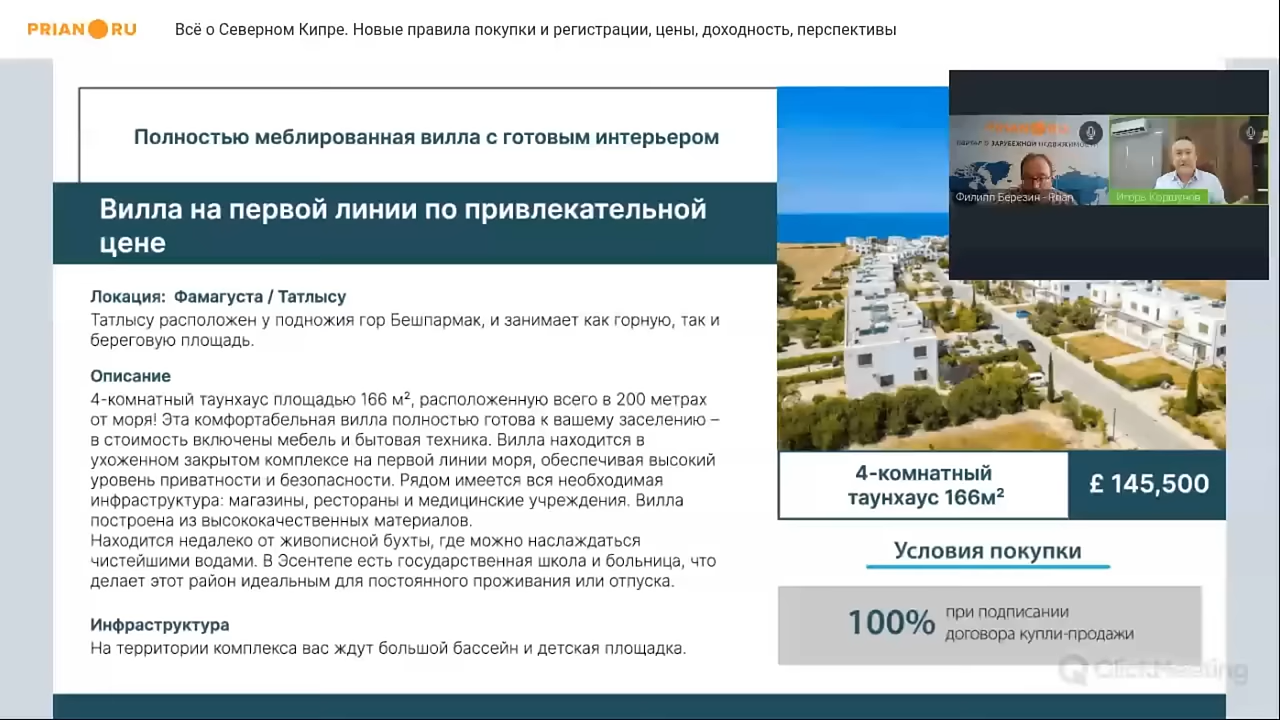 PRIAN RU
Всё о Северном Кипре. Новые правила покупки и регистрации, цены, доходность, перспективы
Полностью меблированная вилла с готовым интерьером
Вилла на первой линии по привлекательной
цене
Локация: Фамагуста / Татлысу
Татлысу расположен у подножия гор Бешпармак, и занимает как горную, так и
береговую площадь.
Описание
4-комнатный таунхаус площадью 166 м², расположенную всего в 200 метрах
от моря! Эта комфортабельная вилла полностью готова к вашему заселению –
в стоимость включены мебель и бытовая техника. Вилла находится в
ухоженном закрытом комплексе на первой линии моря, обеспечивая высокий
уровень приватности и безопасности. Рядом имеется вся необходимая
инфраструктура: магазины, рестораны и медицинские учреждения. Вилла
построена из высококачественных материалов.
Находится недалеко от живописной бухты, где можно наслаждаться
чистейшими водами. В Эсентепе есть государственная школа и больница, что
делает этот район идеальным для постоянного проживания или отпуска.
Инфраструктура
На территории комплекса вас ждут большой бассейн и детская площадка.
PRIAN RU
О ЗАРУБЕЖНОЙ НЕДВИЖИМОСТИ
Филипп Березин - Prian
Игорь Коршунов
4-комнатный
таунхаус 166м²
£ 145,500
Условия покупки
100%
при подписании
договора купли-продажи
ClickMeeting